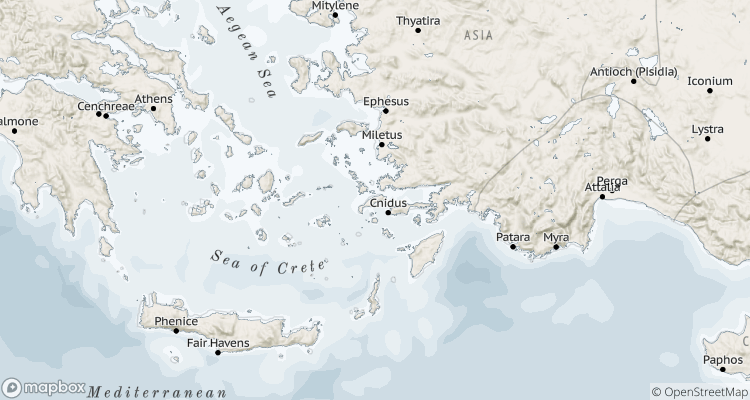 Mitylene
Thyatira
ASIA
Aegean Sea
Antioch (Pisidia)
Iconium
Ephesus
Athens
Cenchreae
almone
Miletus
Lystra
Perga
Attalia
Cnidus
Patara
Myra
Sea of Crete
Phenice
Fair Havens
C
Paphos
mapbox
Mediterranean
© OpenStreetMap